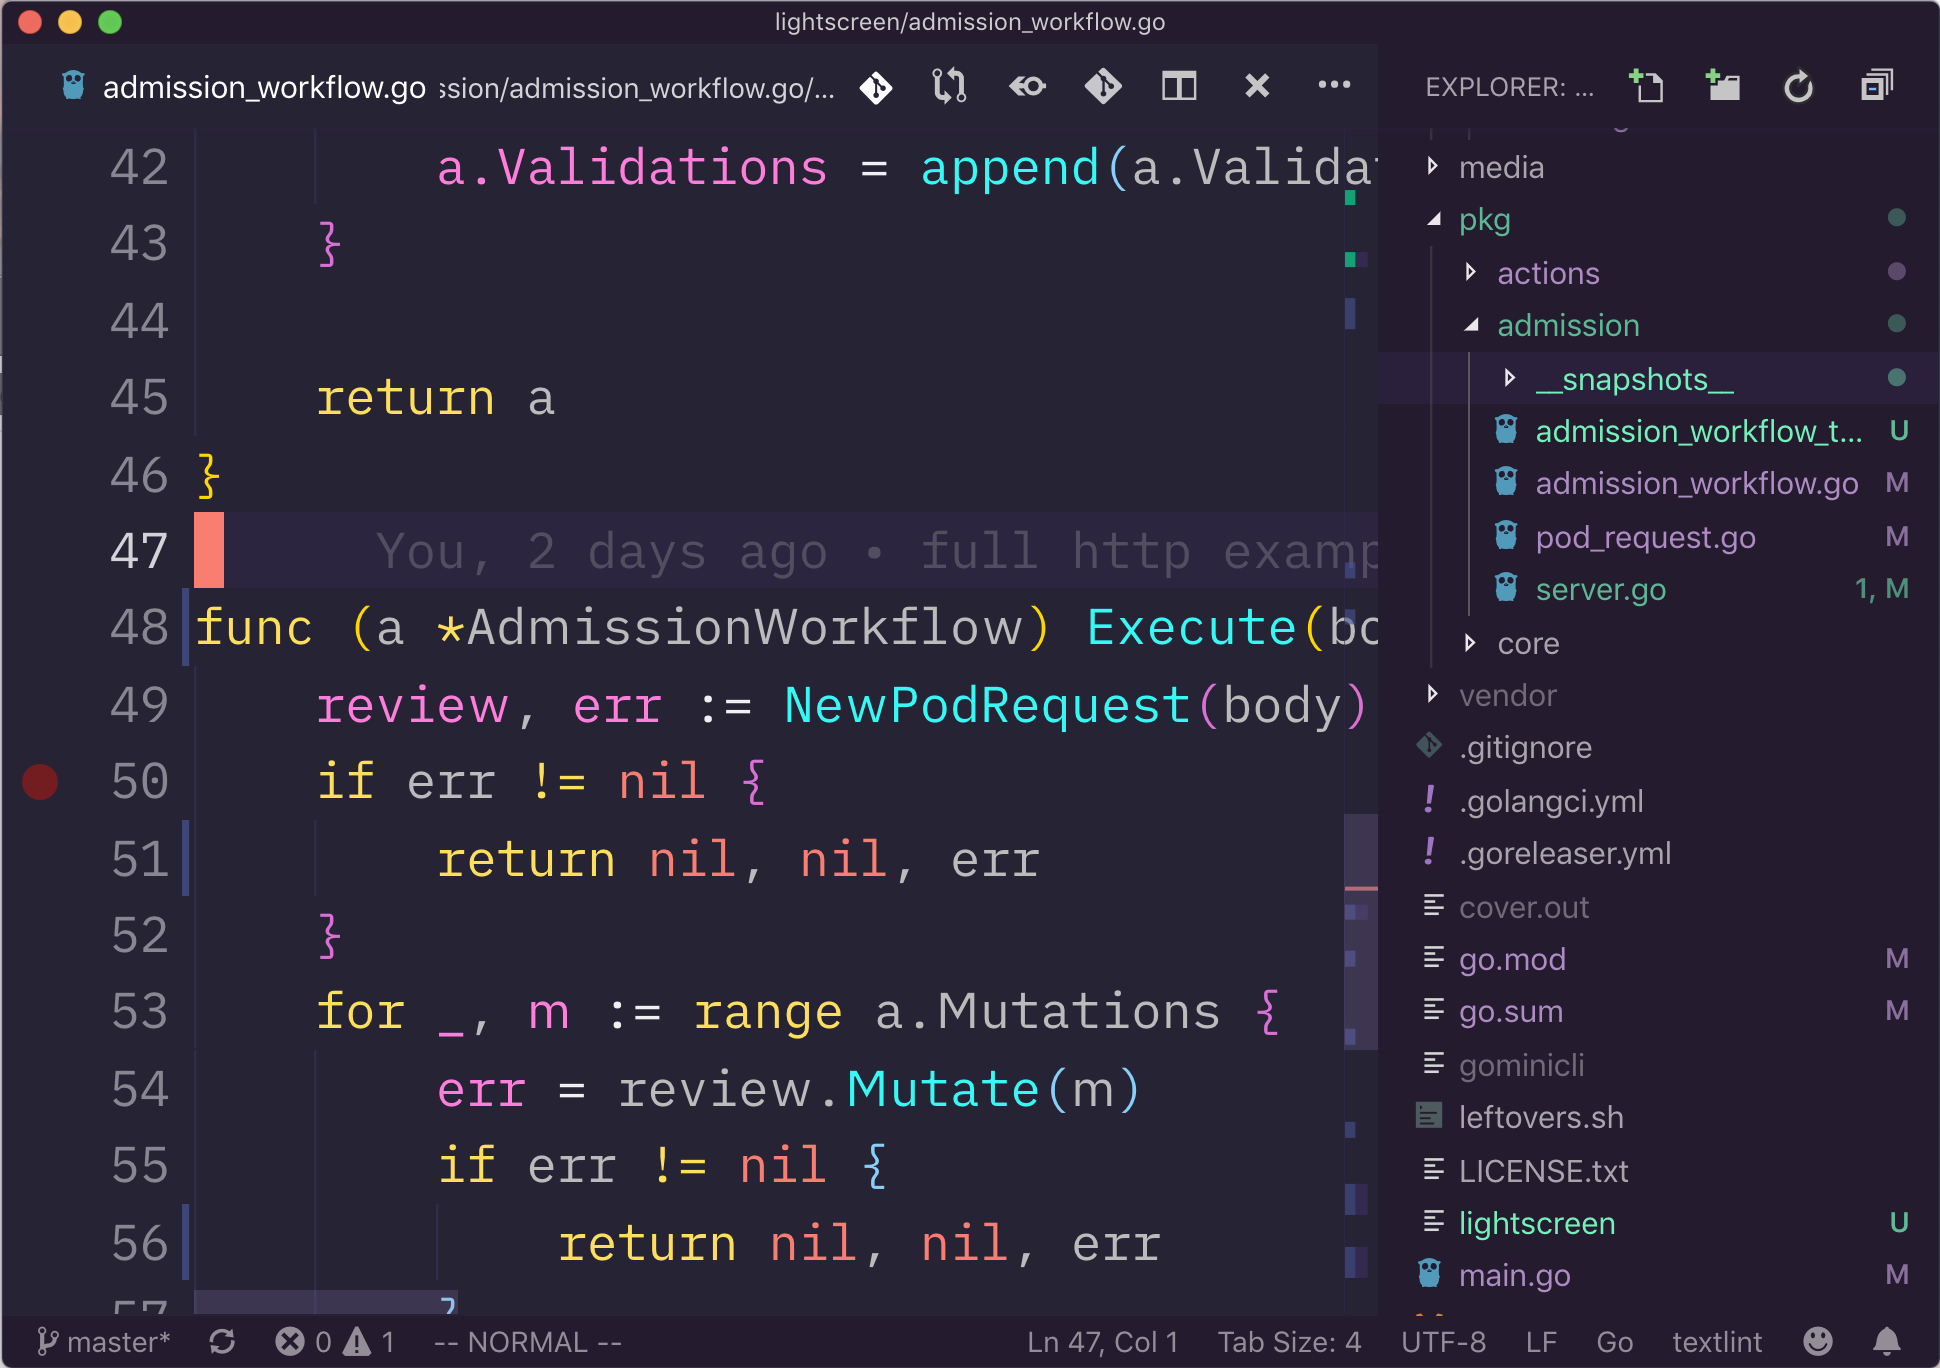 lightscreen/admission_workflow.go
admission_workflow.go ssion/admission_workflow.go/...
42 a.Validations = append(a.Valida
43 }
44
45 return a
46 }
47 You, 2 days ago • full http examp
48 func (a *AdmissionWorkflow) Execute(bo
49 review, err := NewPodRequest(body)
50 if err != nil {
51 return nil, nil, err
52 }
53 for _, m := range a.Mutations {
54 err = review.Mutate(m)
55 if err != nil {
56 return nil, nil, err
57 }
EXPLORER: ...
media
pkg
actions
admission
__snapshots__
admission_workflow_t... U
admission_workflow.go M
pod_request.go M
server.go 1, M
core
vendor
.gitignore
! .golangci.yml
! .goreleaser.yml
cover.out
go.mod M
go.sum M
gominicli
leftovers.sh
LICENSE.txt
lightscreen U
main.go M
master* 0 1 -- NORMAL -- Ln 47, Col 1 Tab Size: 4 UTF-8 LF Go textlint